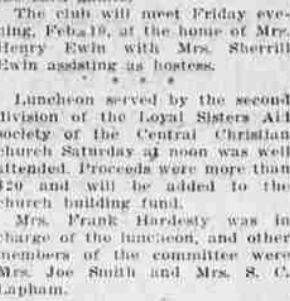 The club will meet Friday eve-
ning, Feb. 19, at the home of Mrs.
Henry Ewin with Mrs. Sherrill
Ewin assisting as hostess.
* * *
Luncheon served by the second
division of the Loyal Sisters Aid
society of the Central Christian
church Saturday at noon was well
attended. Proceeds were more than
$20 and will be added to the
church building fund.
Mrs. Frank Hardesty was in
charge of the luncheon, and other
members of the committee were
Mrs. Joe Smith and Mrs. S. C.
Lapham.